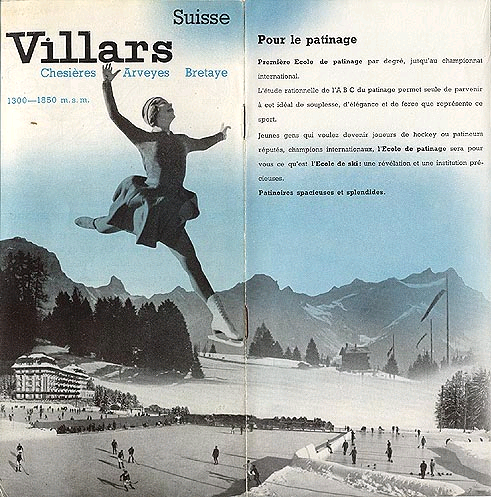 Suisse
Villars
Chesières Arveyes Bretaye
1300—1850 m.s.m.
Pour le patinage
Première Ecole de patinage par degré, jusqu'au championnat
international.
L'étude rationnelle de l'A B C du patinage permet seule de parvenir
à cet idéal de souplesse, d'élégance et de force que représente ce
sport.
Jeunes gens qui voulez devenir joueurs de hockey ou patineurs
réputés, champions internationaux, l'Ecole de patinage sera pour
vous ce qu'est l'Ecole de ski: une révélation et une institution pré-
cieuses.
Patinoires spacieuses et splendides.